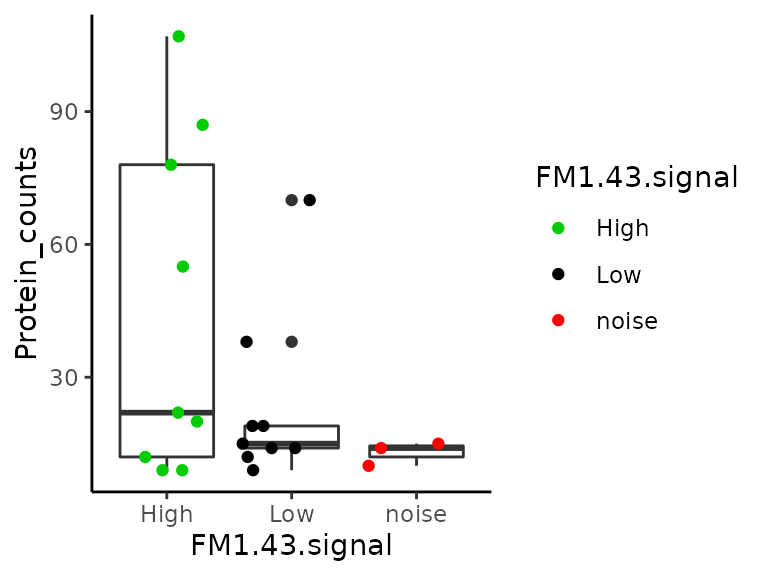 Protein_counts
90
60
30
High Low noise
FM1.43.signal
FM1.43.signal
High
Low
noise